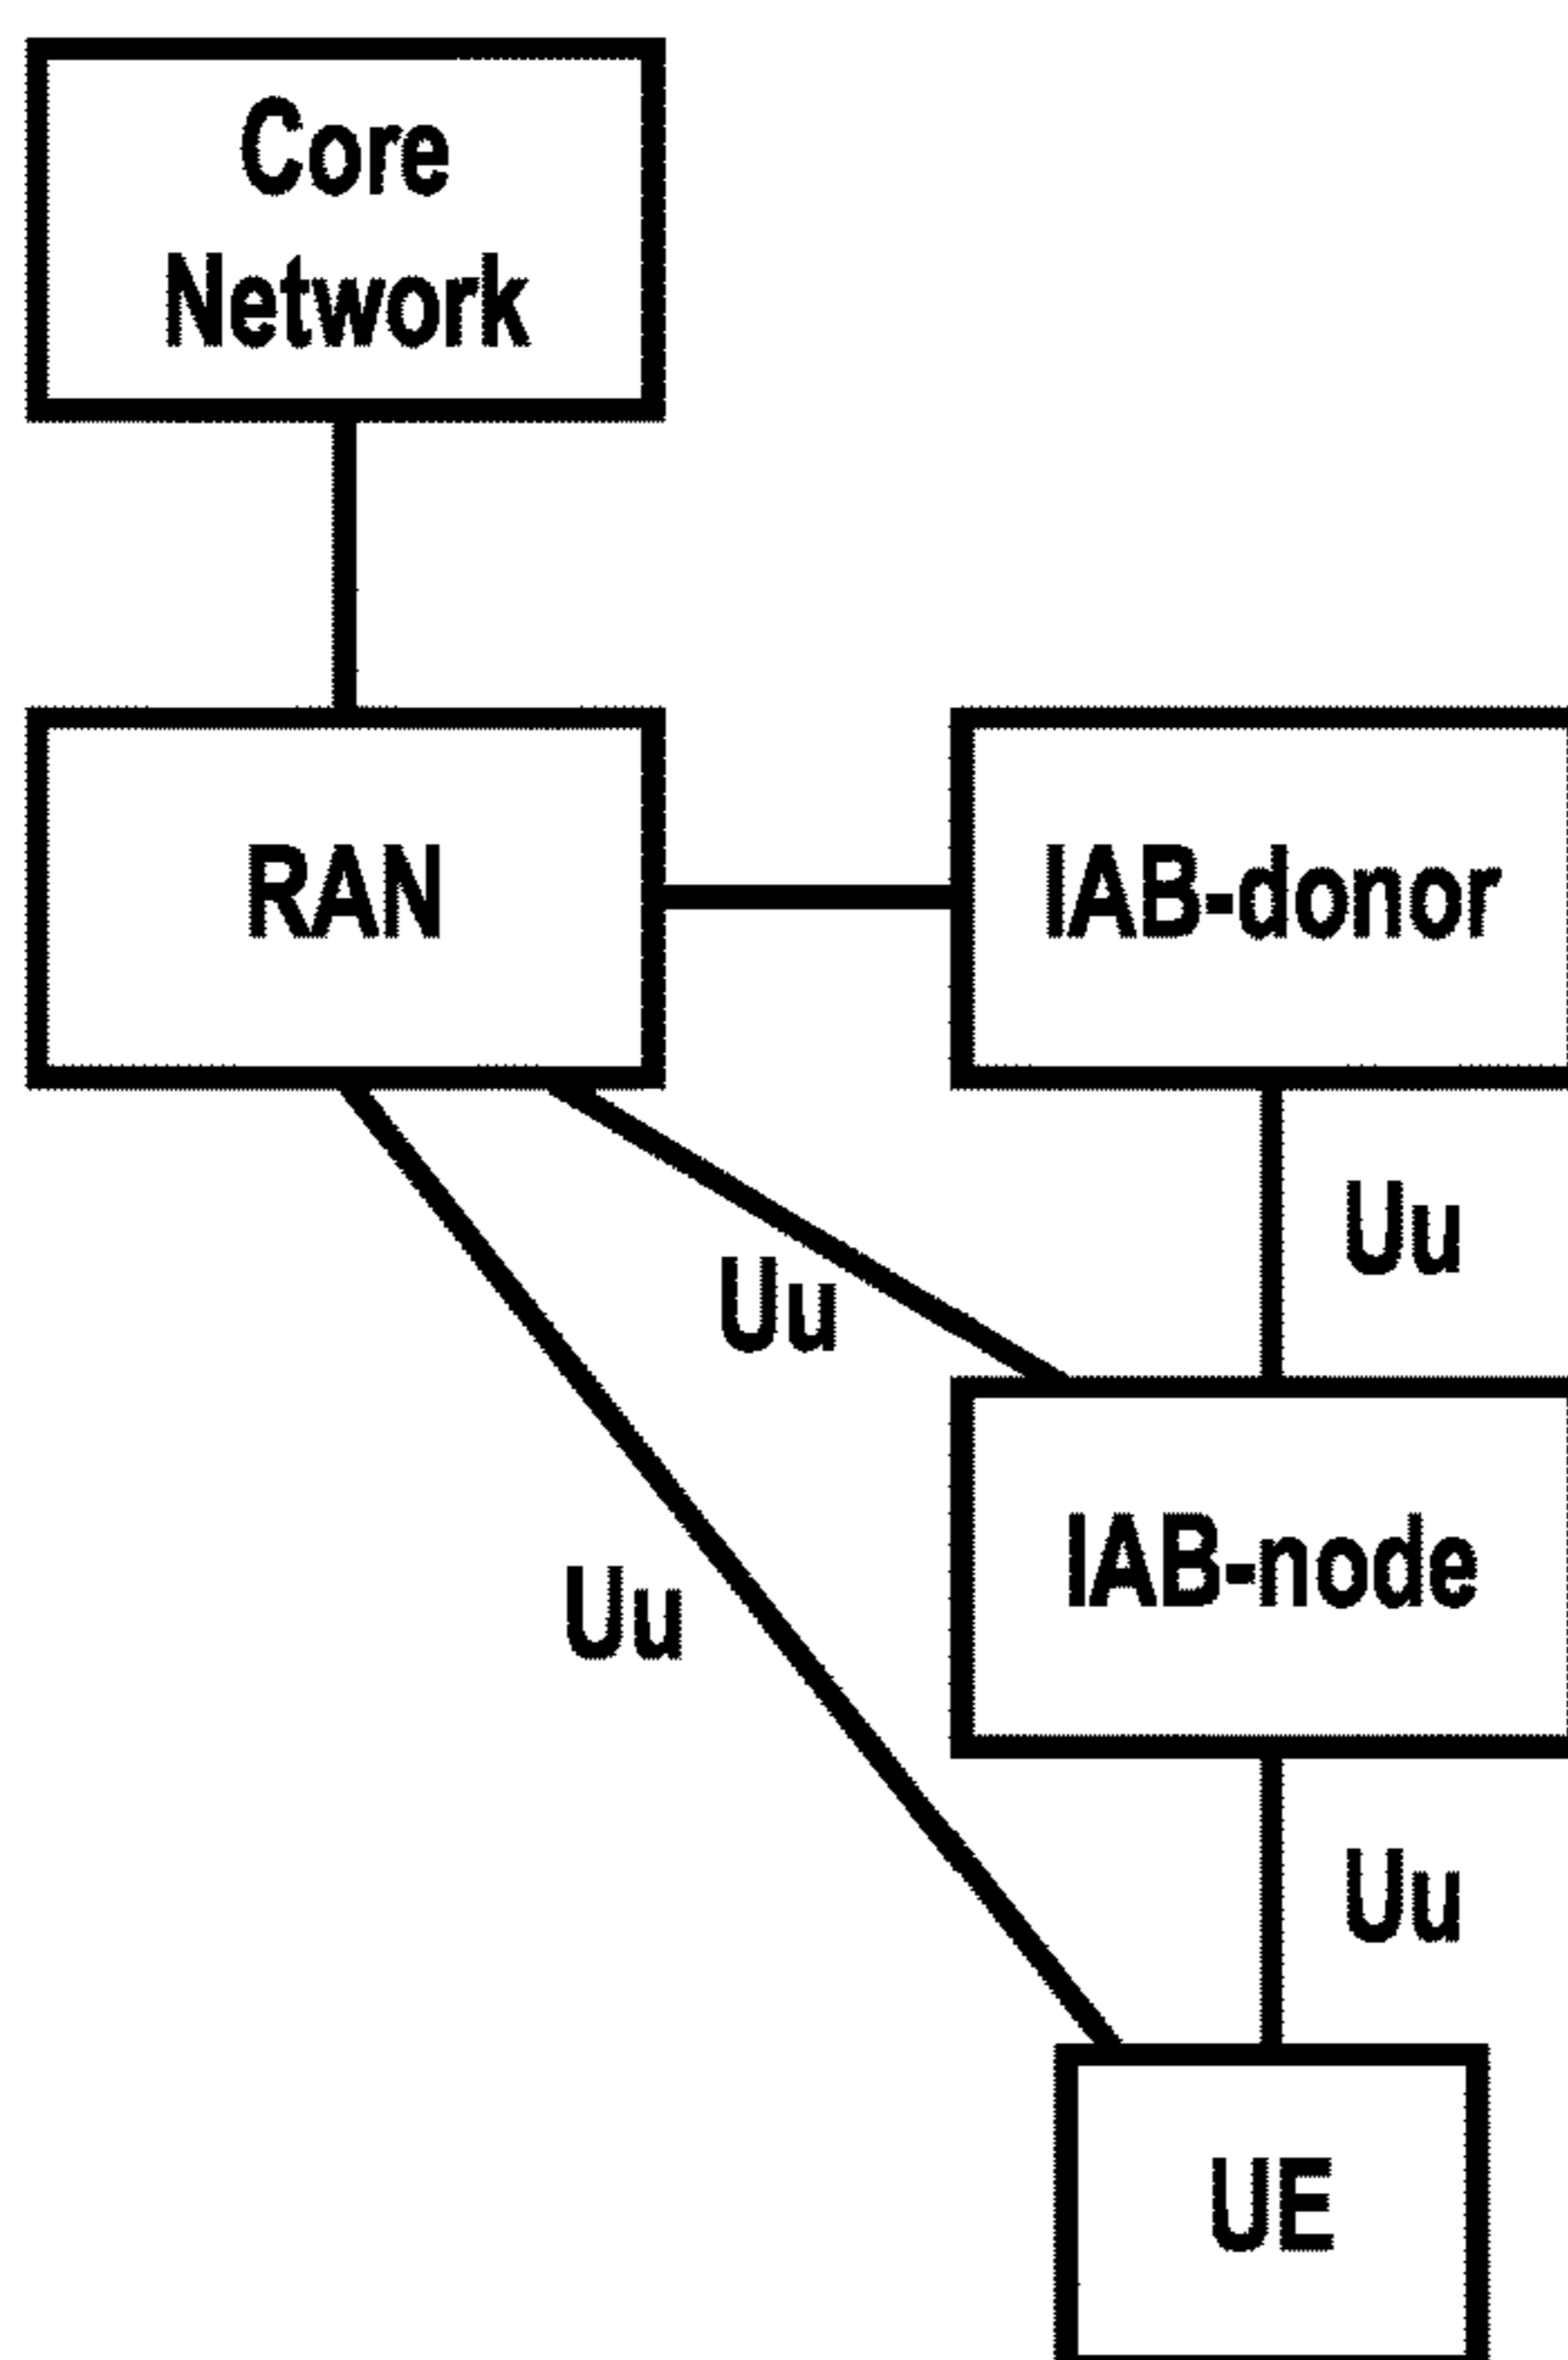 Core
Network
RAN
IAB-donor
Uu
Uu
IAB-node
Uu
Uu
UE